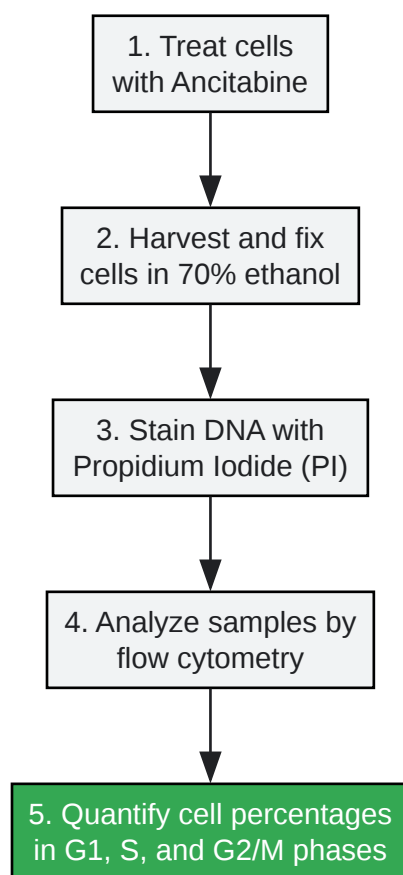 1. Treat cells
with Ancitabine
2. Harvest and fix
cells in 70% ethanol
3. Stain DNA with
Propidium Iodide (PI)
4. Analyze samples by
flow cytometry
5. Quantify cell percentages
in G1, S, and G2/M phases